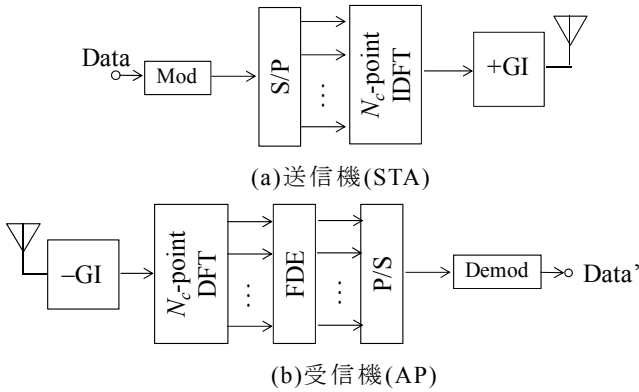 Data
Mod
S/P
...
N_c-point
IDFT
+GI
(a)送信機(STA)
–GI
N_c-point
DFT
...
FDE
...
P/S
Demod
Data’
(b)受信機(AP)